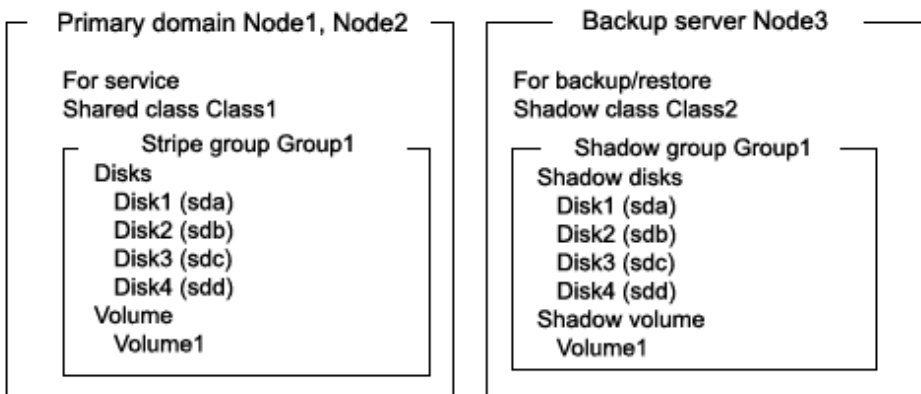 Primary domain Node1, Node2
For service
Shared class Class1
Stripe group Group1
Disks
Disk1 (sda)
Disk2 (sdb)
Disk3 (sdc)
Disk4 (sdd)
Volume
Volume1
Backup server Node3
For backup/restore
Shadow class Class2
Shadow group Group1
Shadow disks
Disk1 (sda)
Disk2 (sdb)
Disk3 (sdc)
Disk4 (sdd)
Shadow volume
Volume1